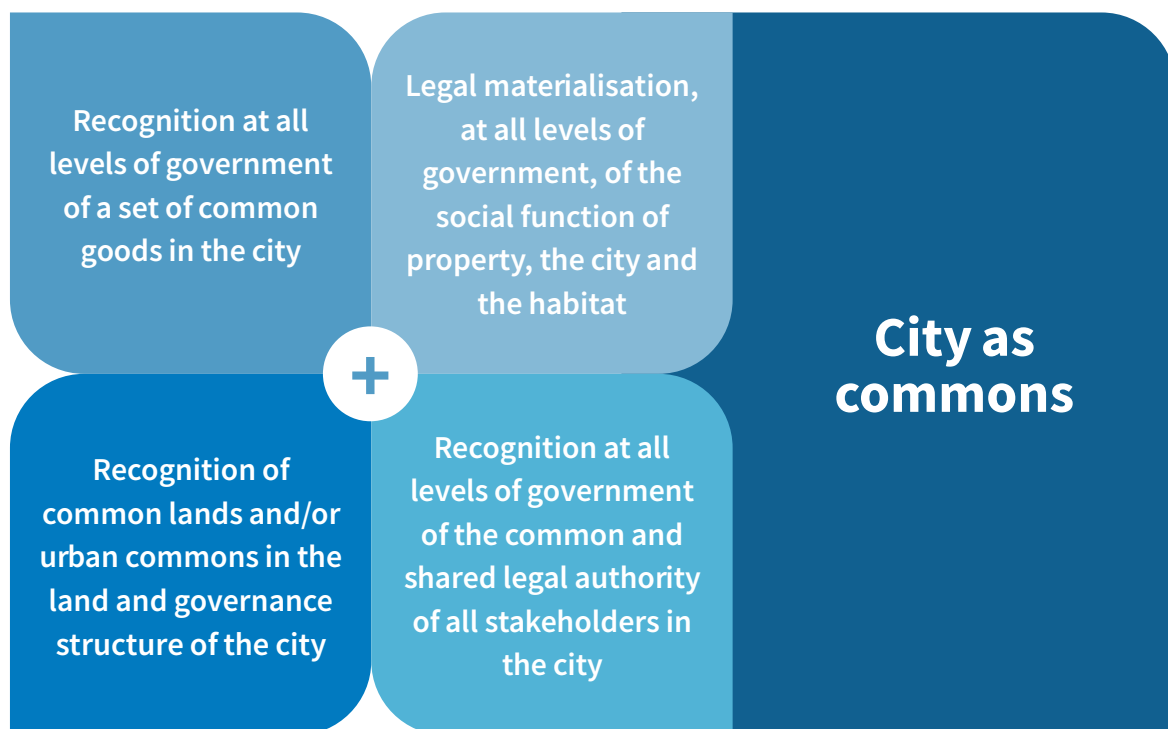 Recognition at all
levels of government
of a set of common
goods in the city
Legal materialisation,
at all levels of
government, of the
social function of
property, the city and
the habitat
+
Recognition of
common lands and/or
urban commons in the
land and governance
structure of the city
Recognition at all
levels of government
of the common and
shared legal authority
of all stakeholders in
the city
City as
commons